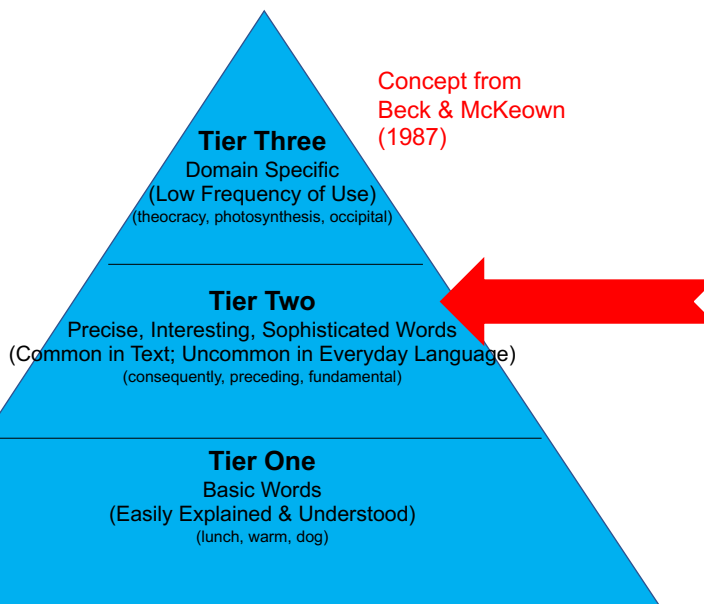 Concept from
Beck & McKeown
(1987)
Tier Three
Domain Specific
(Low Frequency of Use)
(theocracy, photosynthesis, occipital)
Tier Two
Precise, Interesting, Sophisticated Words
(Common in Text; Uncommon in Everyday Language)
(consequently, preceding, fundamental)
Tier One
Basic Words
(Easily Explained & Understood)
(lunch, warm, dog)